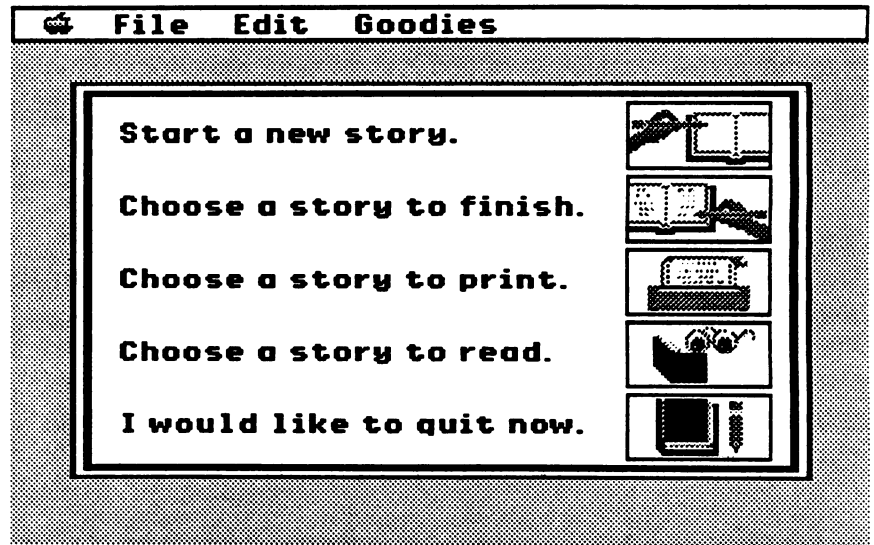 File Edit Goodies
Start a new story.
Choose a story to finish.
Choose a story to print.
Choose a story to read.
I would like to quit now.